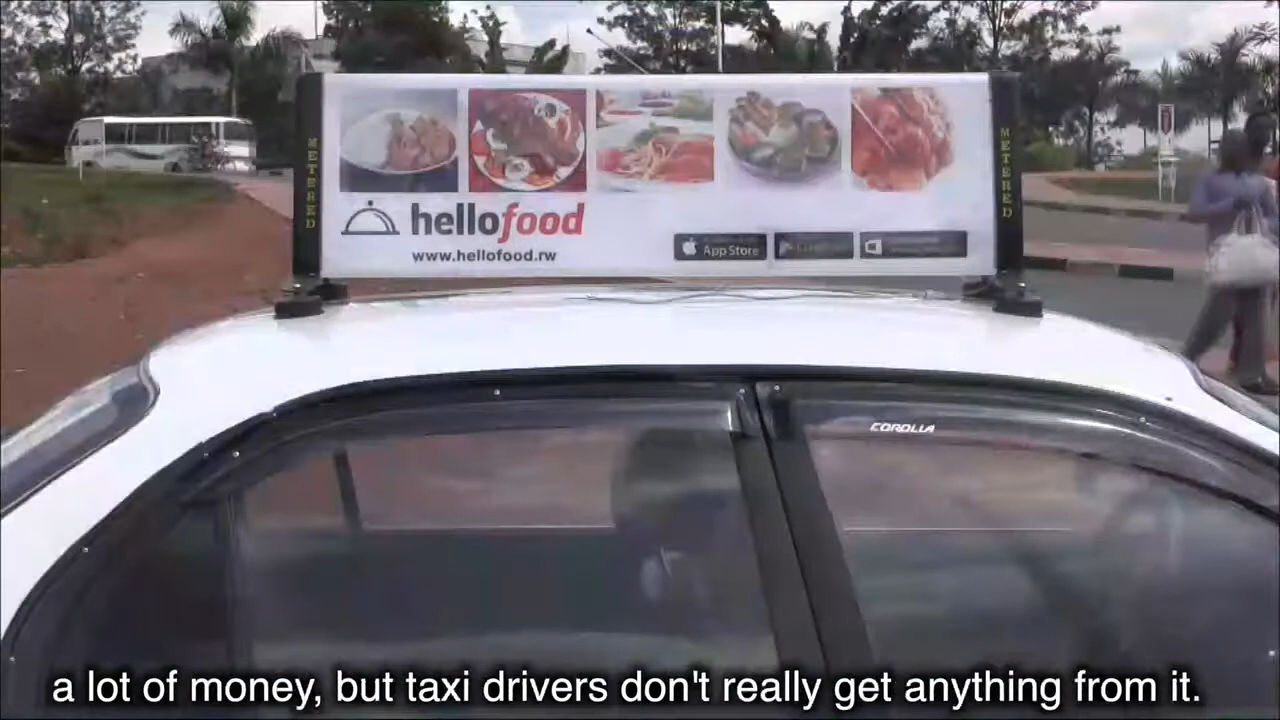 METERED
METERED
hellofood
www.hellofood.rw
App Store
COROLLA
a lot of money, but taxi drivers don't really get anything from it.